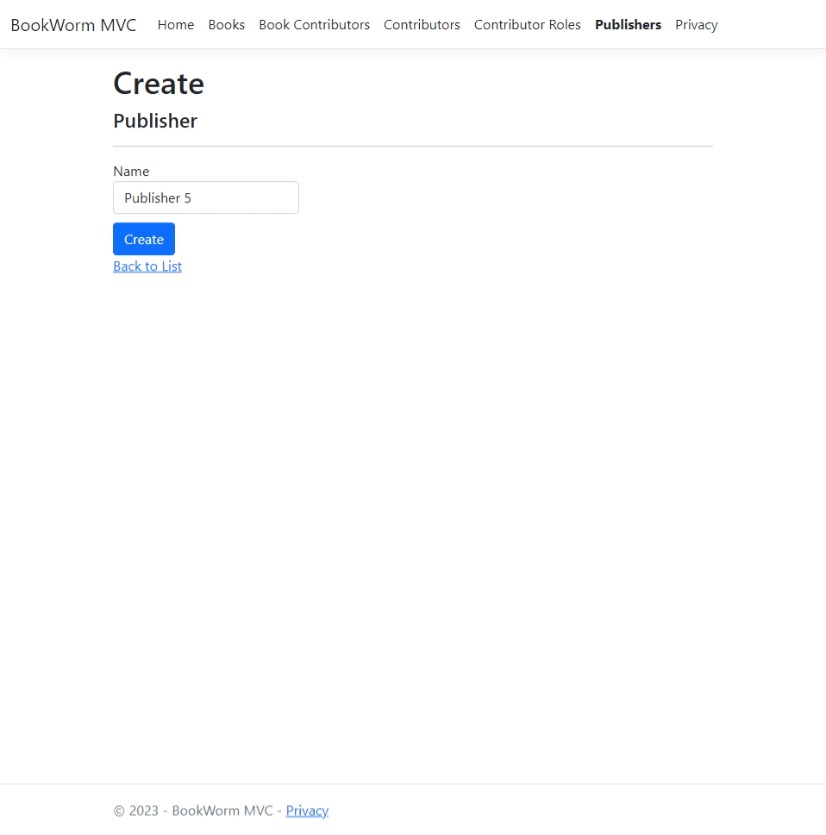 BookWorm MVC Home Books Book Contributors Contributors Contributor Roles Publishers Privacy
Create
Publisher
Name
Publisher 5
Create
Back to List
© 2023 - BookWorm MVC - Privacy